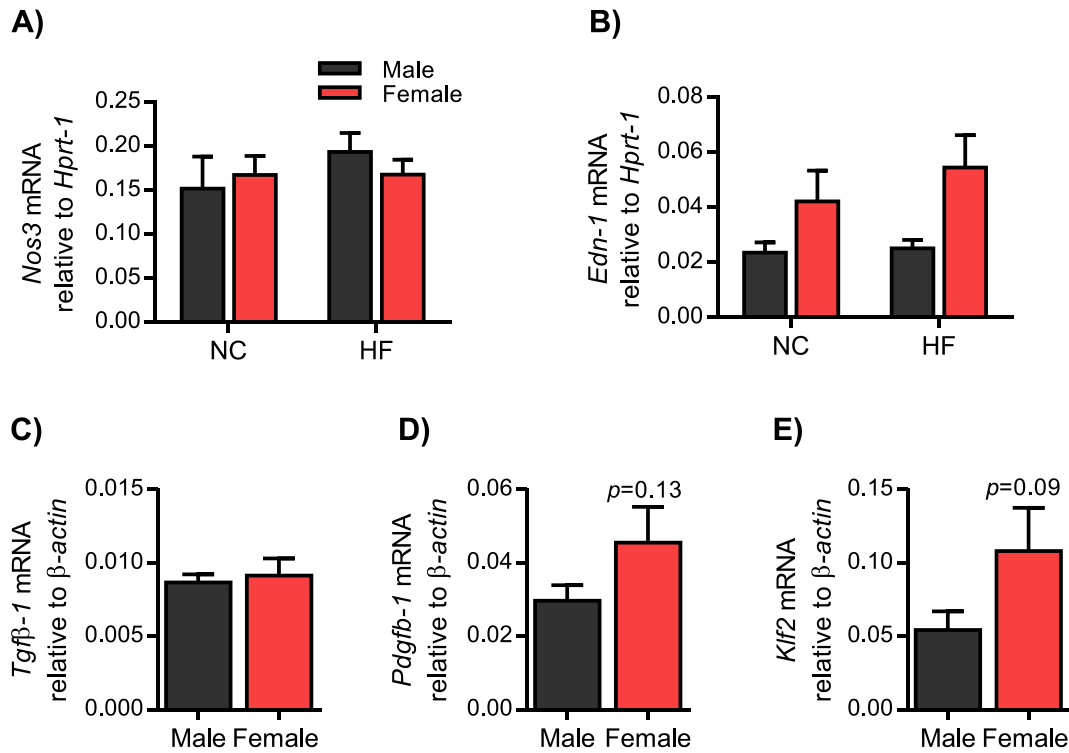 A)
Male
Female
Nos3 mRNA
relative to Hprt-1
0.25
0.20
0.15
0.10
0.05
0.00
NC HF
B)
Edn-1 mRNA
relative to Hprt-1
0.08
0.06
0.04
0.02
0.00
NC HF
C)
Tgfβ-1 mRNA
relative to β-actin
0.015
0.010
0.005
0.000
Male Female
D)
Pdgfb-1 mRNA
relative to β-actin
0.06
0.04
0.02
0.00
p=0.13
Male Female
E)
Klf2 mRNA
relative to β-actin
0.15
0.10
0.05
0.00
p=0.09
Male Female